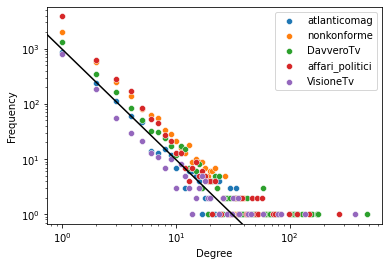 atlanticomag
nonkonforme
DavveroTv
affari_politici
VisioneTv
Frequency
10³
10²
10¹
10⁰
10⁰ 10¹ 10²
Degree